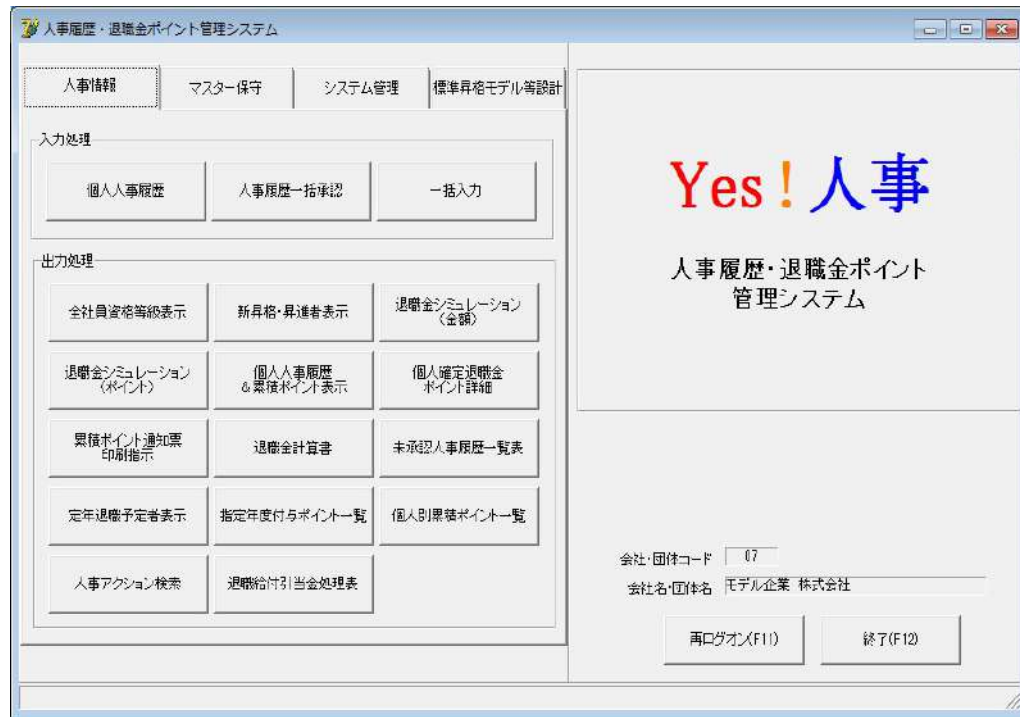 人事履歴・退職金ポイント管理システム
人事情報
マスター保守
システム管理
標準昇格モデル等設計
入力処理
個人人事履歴
人事履歴一括承認
一括入力
出力処理
全社員資格等級表示
新昇格・昇進者表示
退職金シミュレーション
(金額)
退職金シミュレーション
(ポイント)
個人人事履歴
&累積ポイント表示
個人確定退職金
ポイント詳細
累積ポイント通知票
印刷指示
退職金計算書
未承認人事履歴一覧表
定年退職予定者表示
指定年度付与ポイント一覧
個人別累積ポイント一覧
人事アクション検索
退職給付引当金処理表
Yes!人事
人事履歴・退職金ポイント
管理システム
会社・団体コード 07
会社名・団体名 モデル企業 株式会社
再ログオン(F11)
終了(F12)